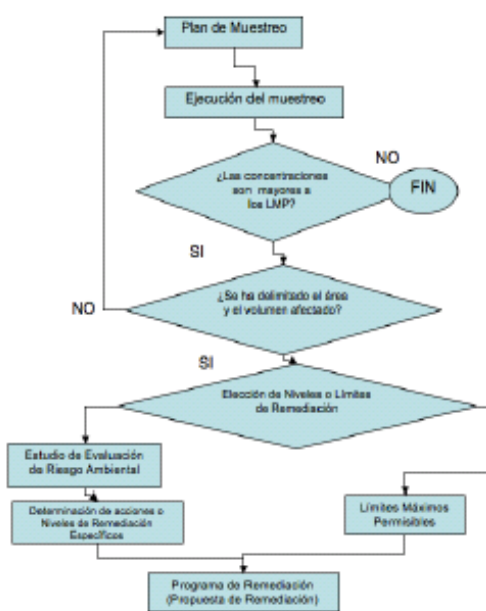 Plan de Muestreo
Ejecución del muestreo
¿Las concentraciones
son mayores a
los LMP?
NO
FIN
SI
¿Se ha delimitado el área
y el volumen afectado?
NO
SI
Elección de Niveles o Límites
de Remediación
Estudio de Evaluación
de Riesgo Ambiental
Determinación de acciones o
Niveles de Remediación
Específicos
Límites Máximos
Permisibles
Programa de Remediación
(Propuesta de Remediación)